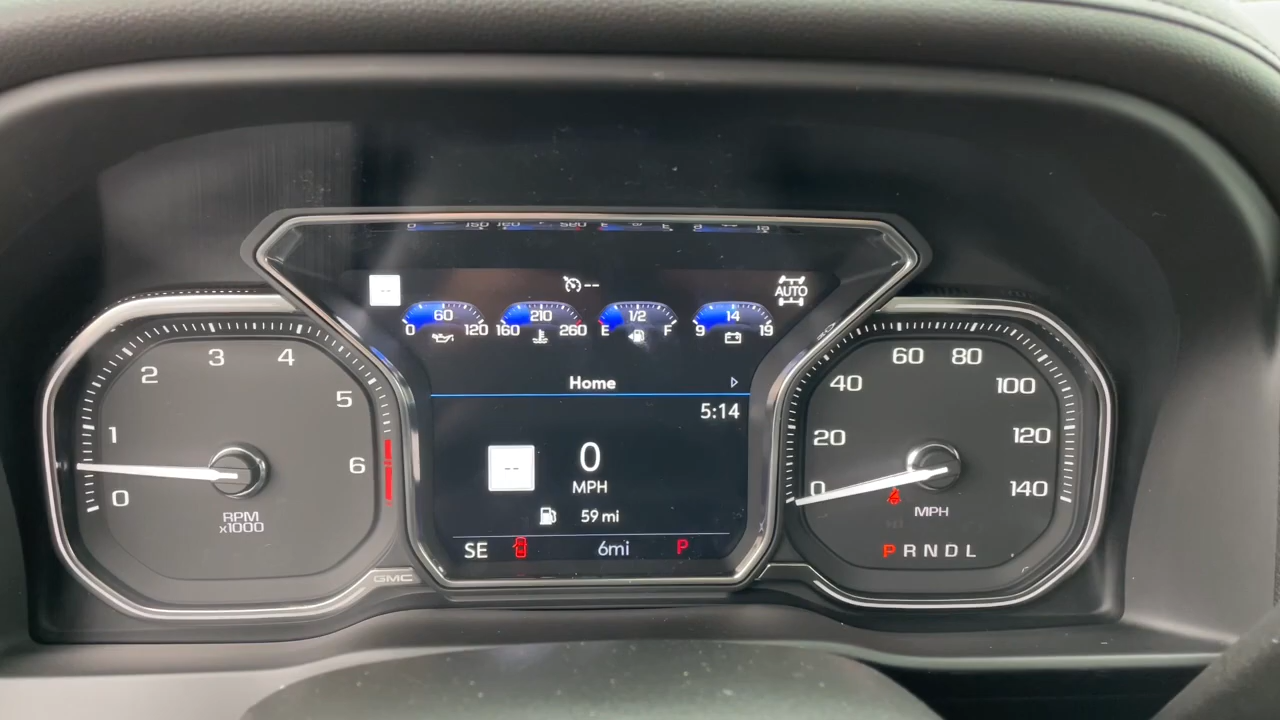 --
--
AUTO
60
0 120
210
160 260
1/2
E F
14
9 19
Home
5:14
--
0
MPH
59 mi
SE
6mi
P
0
1
2
3
4
5
6
RPM
x1000
GMC
0
20
40
60
80
100
120
140
MPH
P R N D L